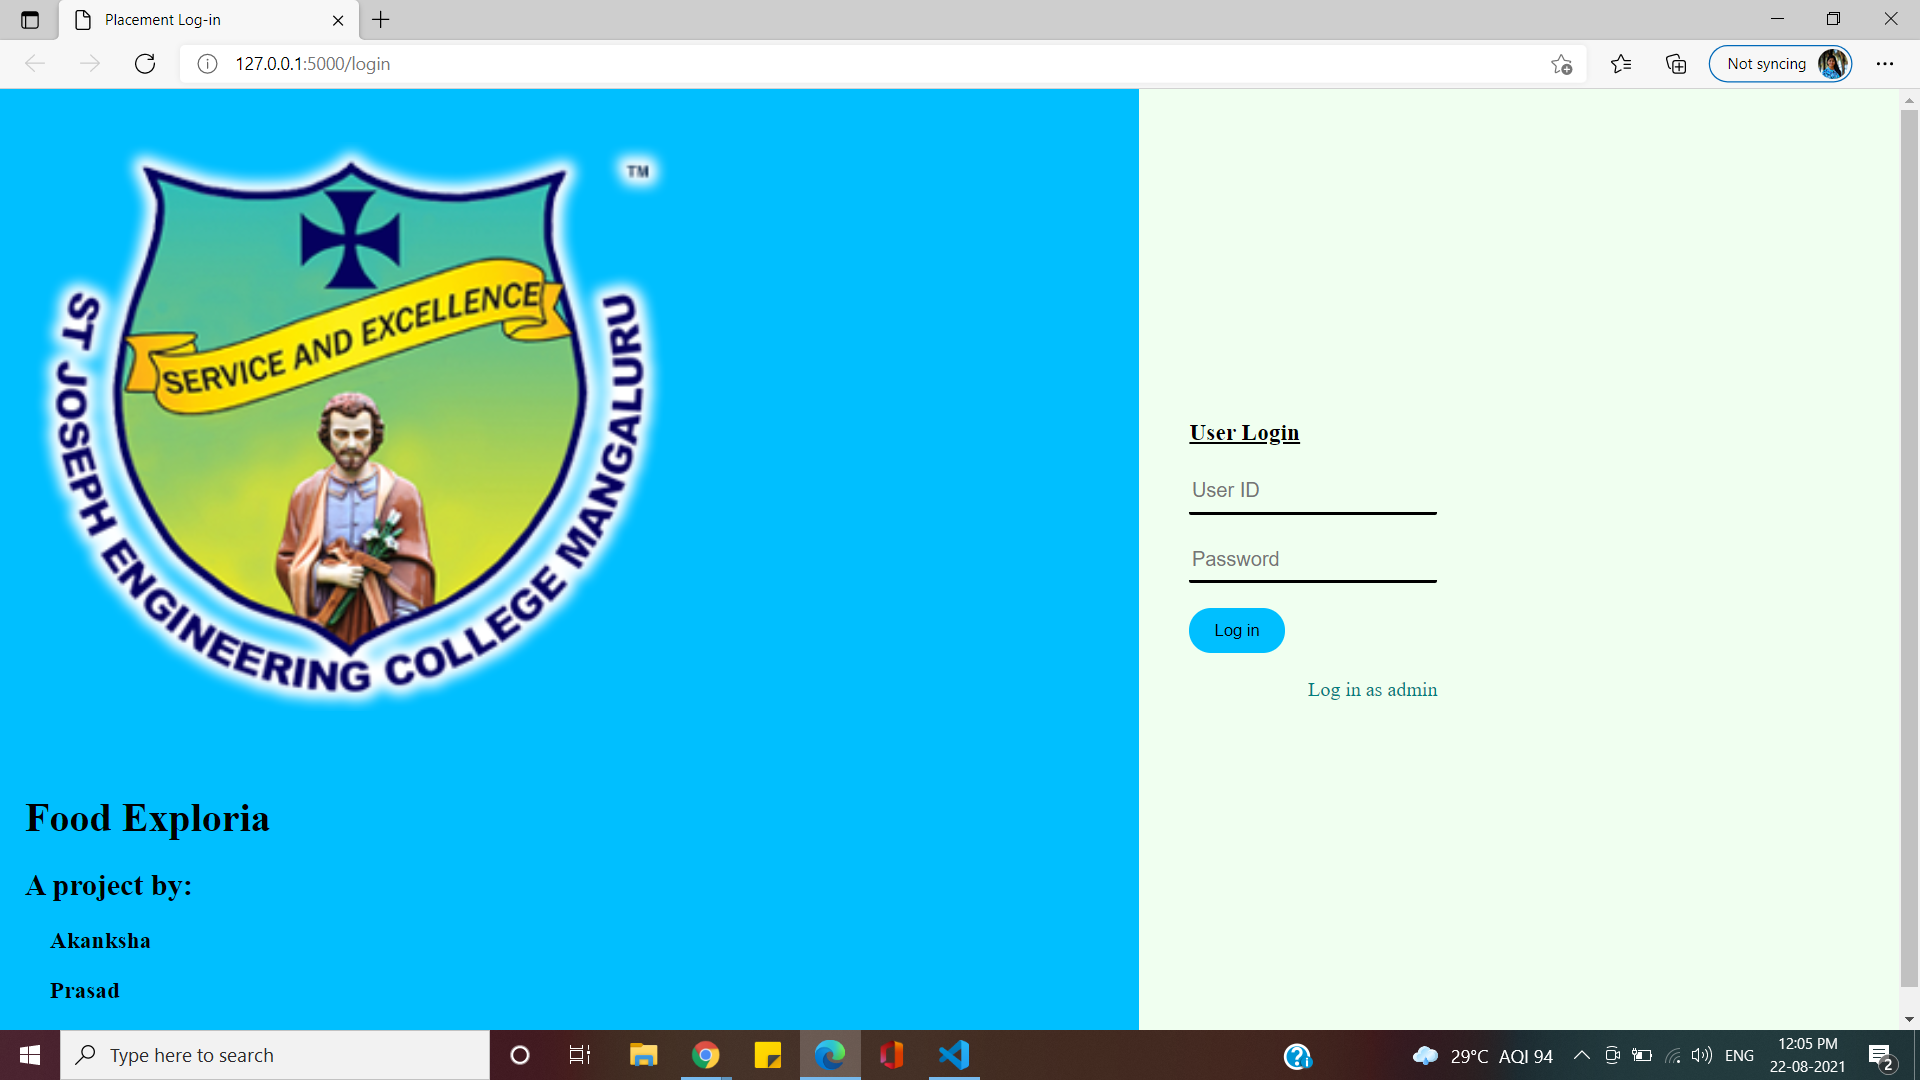 Placement Log-in
127.0.0.1:5000/login
Not syncing
TM
SERVICE AND EXCELLENCE
ST JOSEPH ENGINEERING COLLEGE MANGALURU
User Login
User ID
Password
Log in
Log in as admin
Food Exploria
A project by:
Akanksha
Prasad
Type here to search
29°C AQI 94
ENG
12:05 PM
22-08-2021
2